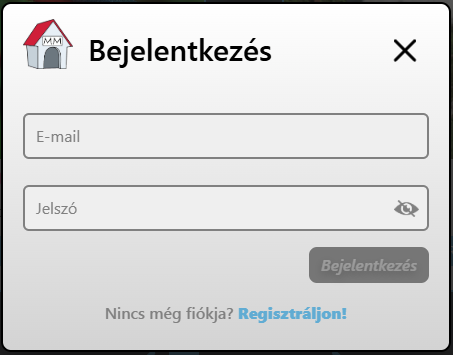 MM
Bejelentkezés
E-mail
Jelszó
Bejelentkezés
Nincs még fiókja? Regisztráljon!